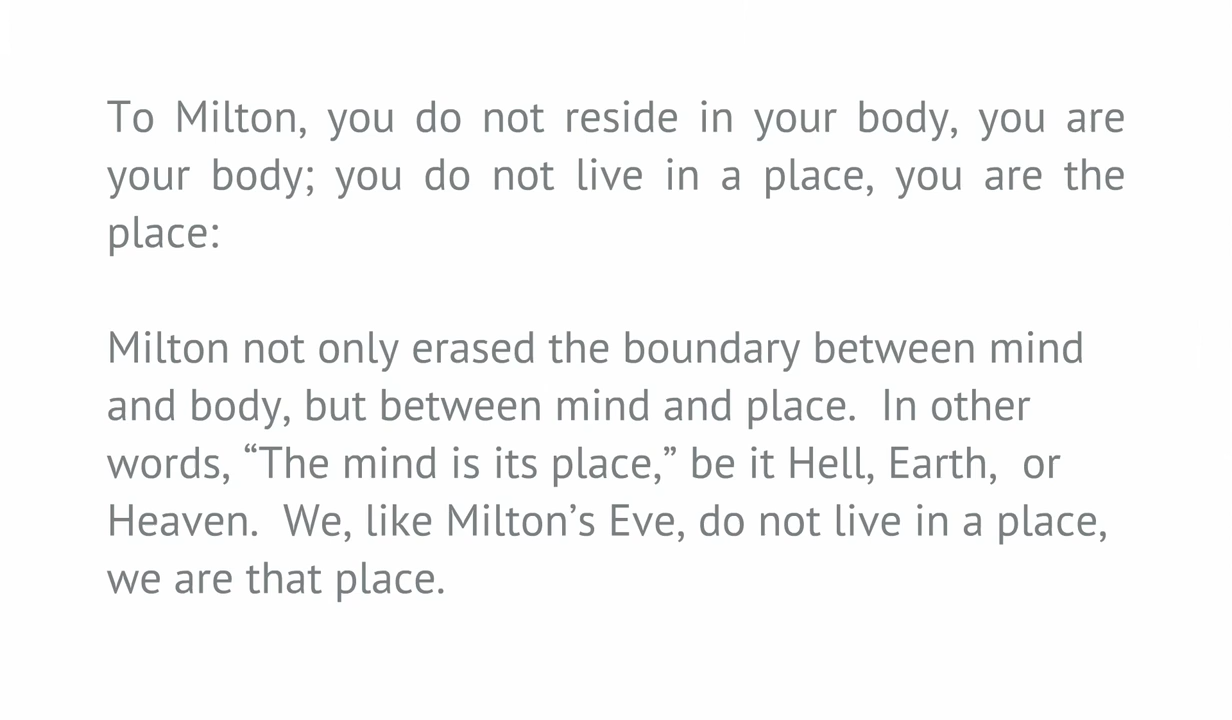 To Milton, you do not reside in your body, you are
your body; you do not live in a place, you are the
place:
Milton not only erased the boundary between mind
and body, but between mind and place.  In other
words, “The mind is its place,” be it Hell, Earth,  or
Heaven.  We, like Milton’s Eve, do not live in a place,
we are that place.